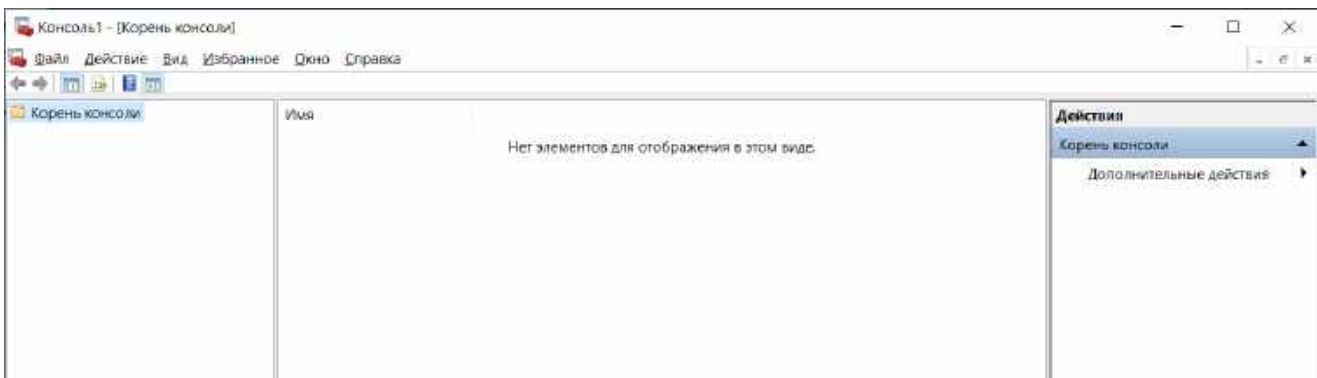 Консоль1 - [Корень консоли]
Файл Действие Вид Избранное Окно Справка
Корень консоли
Имя
Нет элементов для отображения в этом виде.
Действия
Корень консоли
Дополнительные действия